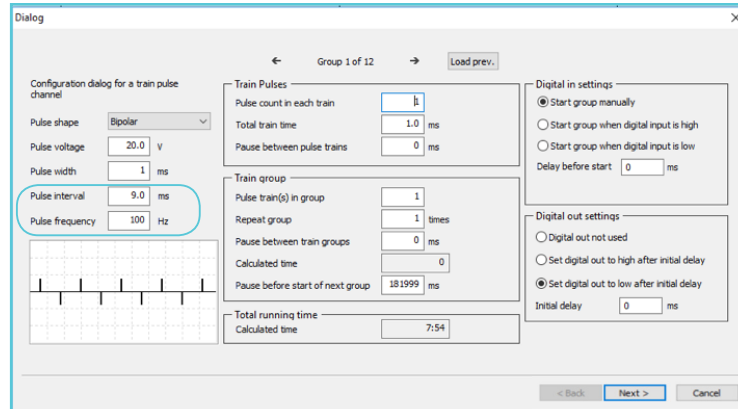 Dialog
← Group 1 of 12 → Load prev.
Configuration dialog for a train pulse
channel
Pulse shape Bipolar
Pulse voltage 20.0 V
Pulse width 1 ms
Pulse interval 9.0 ms
Pulse frequency 100 Hz
Train Pulses
Pulse count in each train 1
Total train time 1.0 ms
Pause between pulse trains 0 ms
Train group
Pulse train(s) in group 1
Repeat group 1 times
Pause between train groups 0 ms
Calculated time 0
Pause before start of next group 181999 ms
Total running time
Calculated time 7:54
Digital in settings
Start group manually
Start group when digital input is high
Start group when digital input is low
Delay before start 0 ms
Digital out settings
Digital out not used
Set digital out to high after initial delay
Set digital out to low after initial delay
Initial delay 0 ms
< Back Next > Cancel